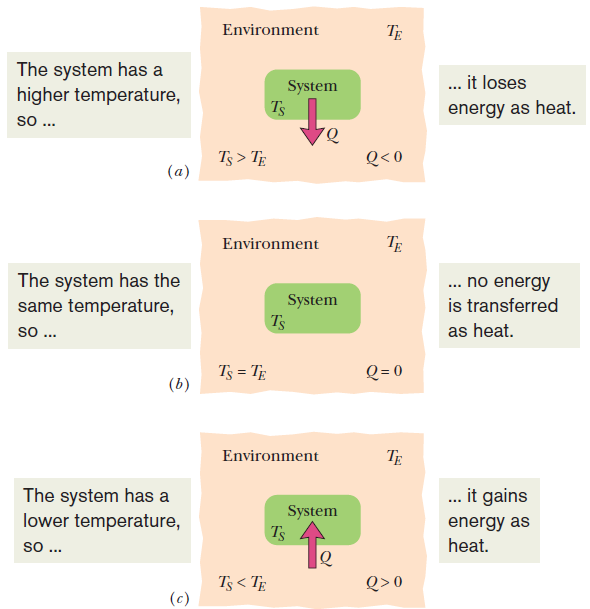 Environment
T_E
The system has a
higher temperature,
so ...
System
T_S
Q
... it loses
energy as heat.
T_S > T_E
Q < 0
(a)
Environment
T_E
The system has the
same temperature,
so ...
System
T_S
... no energy
is transferred
as heat.
T_S = T_E
Q = 0
(b)
Environment
T_E
The system has a
lower temperature,
so ...
System
T_S
Q
... it gains
energy as
heat.
T_S < T_E
Q > 0
(c)